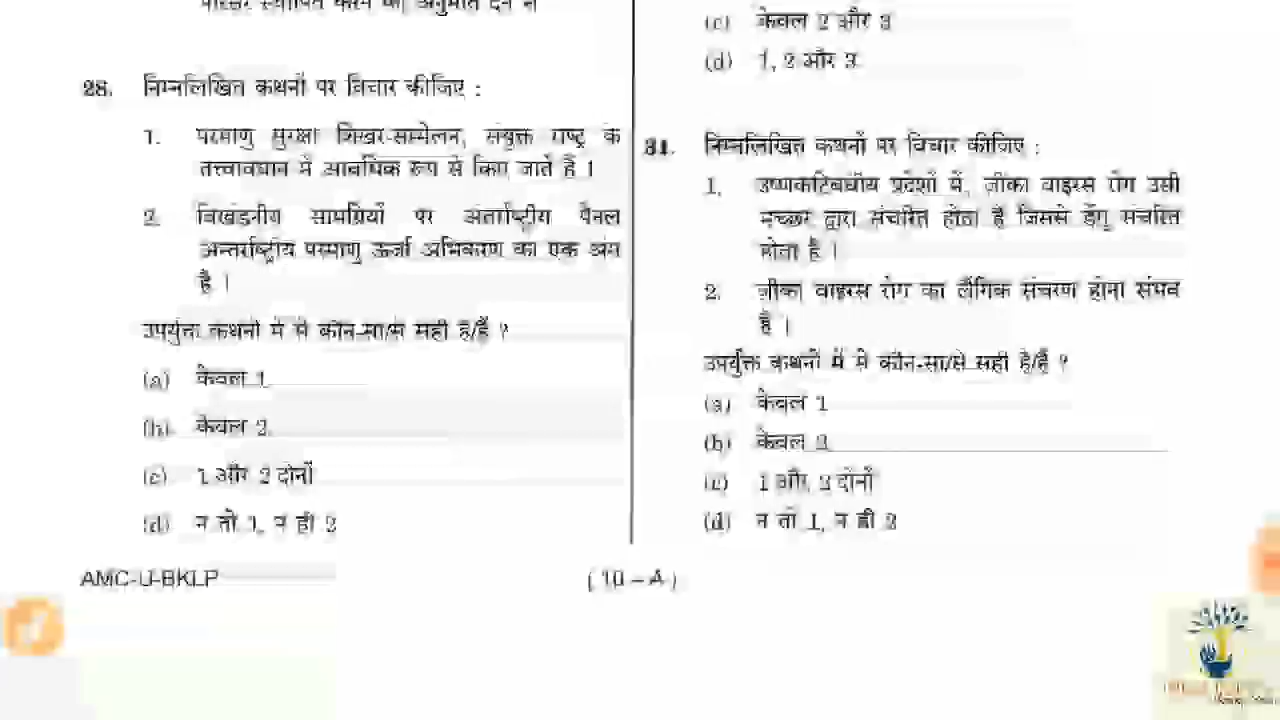 28. निम्नलिखित कथनों पर विचार कीजिए :
1. परमाणु सुरक्षा शिखर-सम्मेलन, संयुक्त राष्ट्र के
तत्त्वावधान में आवधिक रूप से किए जाते हैं ।
2. विखंडनीय सामग्रियों पर अंतर्राष्ट्रीय पैनल
अन्तर्राष्ट्रीय परमाणु ऊर्जा अभिकरण का एक अंग
है ।
उपर्युक्त कथनों में से कौन-सा/से सही है/हैं ?
(a) केवल 1
(b) केवल 2
(c) 1 और 2 दोनों
(d) न तो 1, न ही 2
(c) केवल 2 और 3
(d) 1, 2 और 3
31. निम्नलिखित कथनों पर विचार कीजिए :
1. उष्णकटिबंधीय प्रदेशों में, ज़ीका वाइरस रोग उसी
मच्छर द्वारा संचरित होता है जिससे डेंगू संचरित
होता है ।
2. ज़ीका वाइरस रोग का लैंगिक संचरण होना संभव
है ।
उपर्युक्त कथनों में से कौन-सा/से सही है/हैं ?
(a) केवल 1
(b) केवल 2
(c) 1 और 2 दोनों
(d) न तो 1, न ही 2
AMC-U-BKLP
( 10 – A )